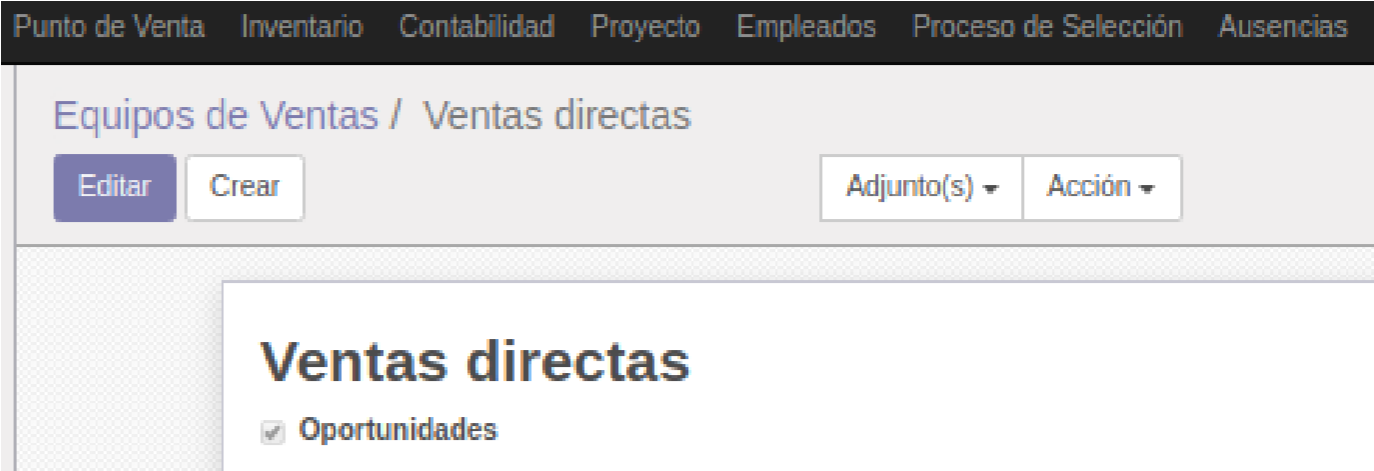 Punto de Venta Inventario Contabilidad Proyecto Empleados Proceso de Selección Ausencias
Equipos de Ventas / Ventas directas
Editar Crear Adjunto(s) Acción
Ventas directas
Oportunidades